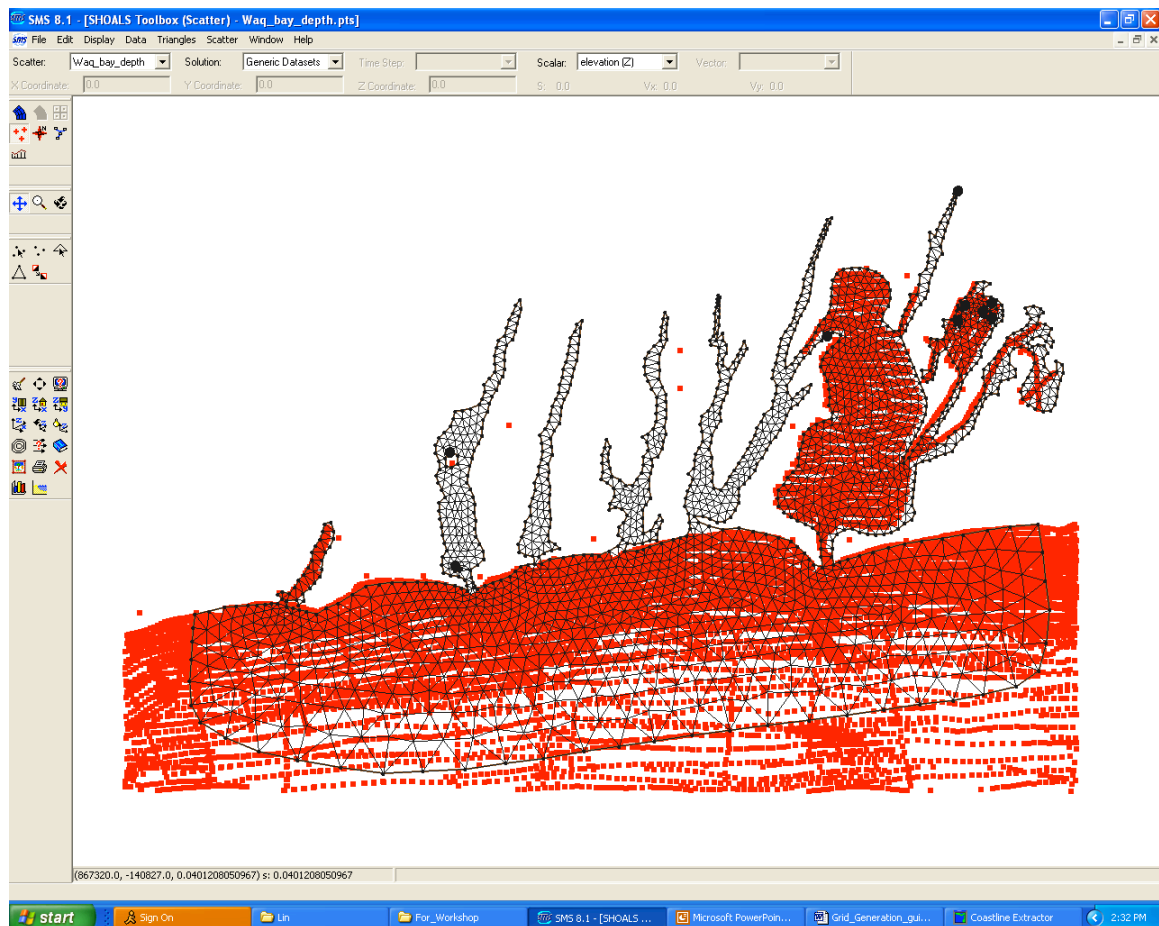 SMS 8.1 - [SHOALS Toolbox (Scatter) - Waq_bay_depth.pts]
sms File Edit Display Data Triangles Scatter Window Help
Scatter: Waq_bay_depth Solution: Generic Datasets Time Step: Scalar: elevation (Z) Vector:
X Coordinate: 0.0 Y Coordinate: 0.0 Z Coordinate: 0.0 S: 0.0 Vx: 0.0 Vy: 0.0
(867320.0, -140827.0, 0.0401208050967) s: 0.0401208050967
start Sign On Lin For_Workshop SMS 8.1 - [SHOALS ... Microsoft PowerPoin... Grid_Generation_gui... Coastline Extractor 2:32 PM